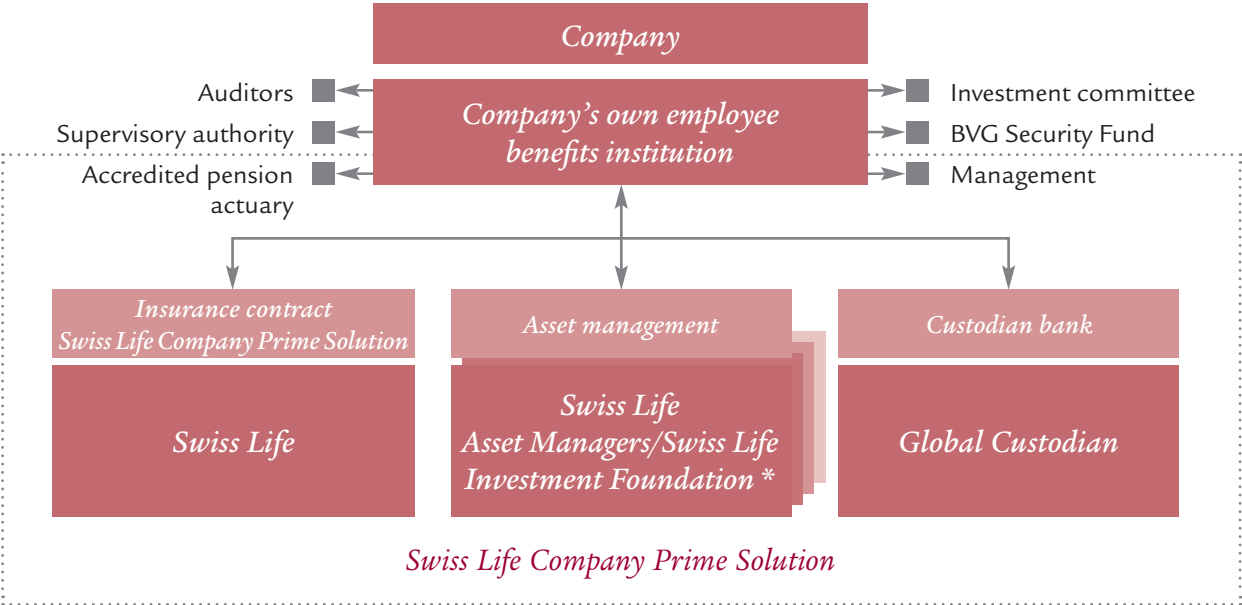 Company
Auditors
Supervisory authority
Accredited pension
actuary
Company’s own employee
benefits institution
Investment committee
BVG Security Fund
Management
Insurance contract
Swiss Life Company Prime Solution
Swiss Life
Asset management
Swiss Life
Asset Managers/Swiss Life
Investment Foundation *
Custodian bank
Global Custodian
Swiss Life Company Prime Solution